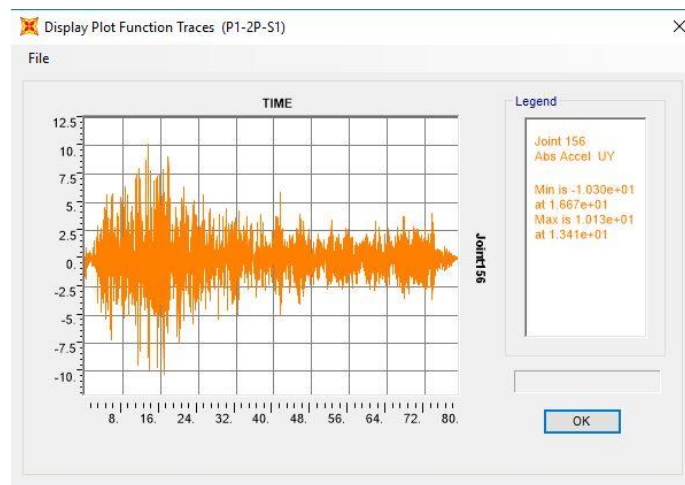 Display Plot Function Traces (P1-2P-S1)
File
TIME
Legend
12.5
10.
7.5
5.
2.5
0.
-2.5
-5.
-7.5
-10.
Joint156
Joint 156
Abs Accel UY
Min is -1.030e+01
at 1.667e+01
Max is 1.013e+01
at 1.341e+01
8. 16. 24. 32. 40. 48. 56. 64. 72. 80.
OK